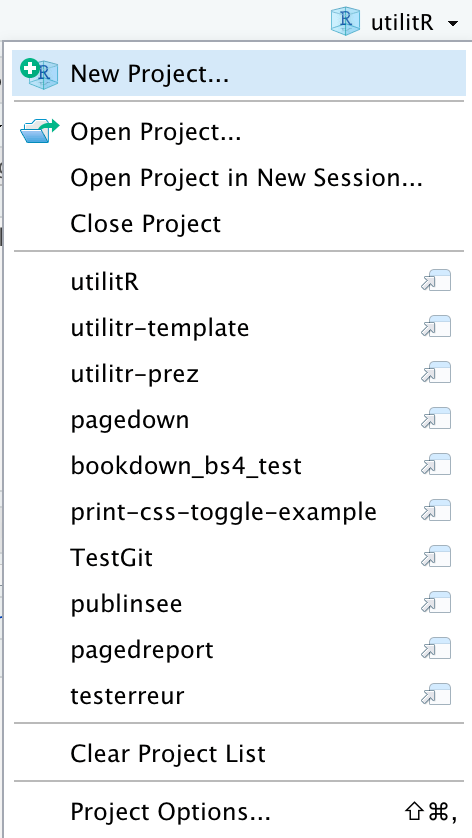 utilitR
New Project...
Open Project...
Open Project in New Session...
Close Project
utilitR
utilitr-template
utilitr-prez
pagedown
bookdown_bs4_test
print-css-toggle-example
TestGit
publinsee
pagedreport
testerreur
Clear Project List
Project Options... ⇧⌘,